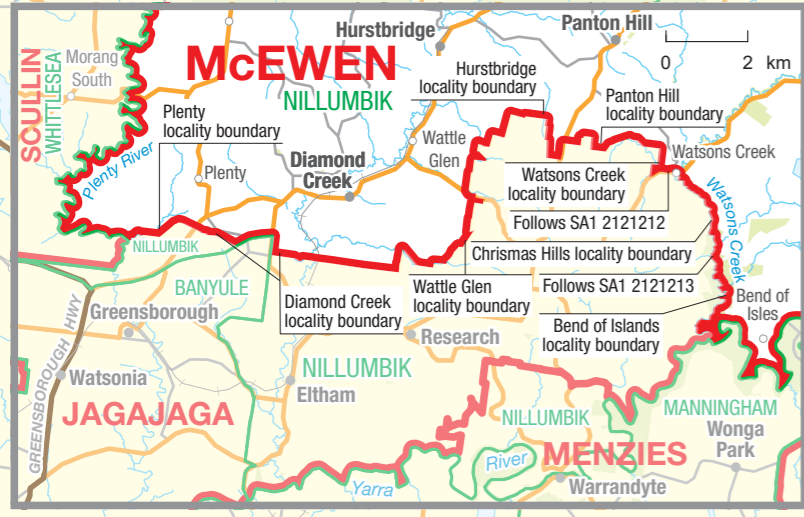 Hurstbridge
Panton Hill
SCULLIN
WHITTLESEA
Morang
South
McEWEN
NILLUMBIK
0 2 km
Hurstbridge
locality boundary
Panton Hill
locality boundary
Plenty
locality boundary
Plenty River
Plenty
Diamond
Creek
Wattle
Glen
Watsons Creek
Watsons Creek
locality boundary
Follows SA1 2121212
Watsons Creek
Chrismas Hills locality boundary
NILLUMBIK
BANYULE
Diamond Creek
locality boundary
Wattle Glen
locality boundary
Follows SA1 2121213
Bend of Islands
locality boundary
Bend of
Isles
GREENSBOROUGH HWY
Greensborough
Research
Watsonia
NILLUMBIK
Eltham
JAGAJAGA
NILLUMBIK
MANNINGHAM
MENZIES
Wonga
Park
River
Yarra
Warrandyte